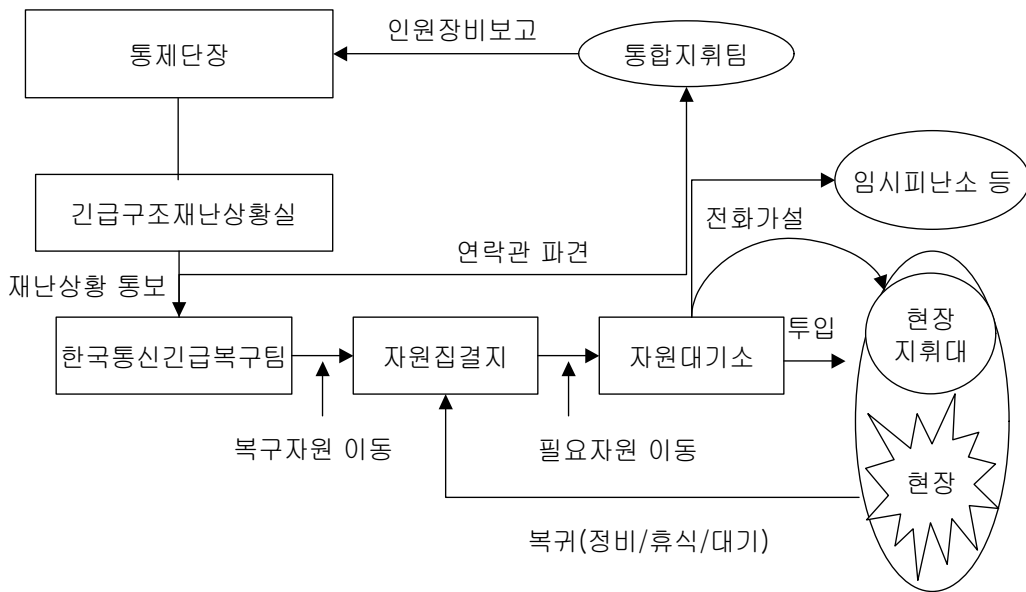 인원장비보고
통제단장
통합지휘팀
임시피난소 등
긴급구조재난상황실
전화가설
연락관 파견
재난상황 통보
현장
지휘대
투입
한국통신긴급복구팀
자원집결지
자원대기소
복구자원 이동
필요자원 이동
현장
복귀(정비/휴식/대기)